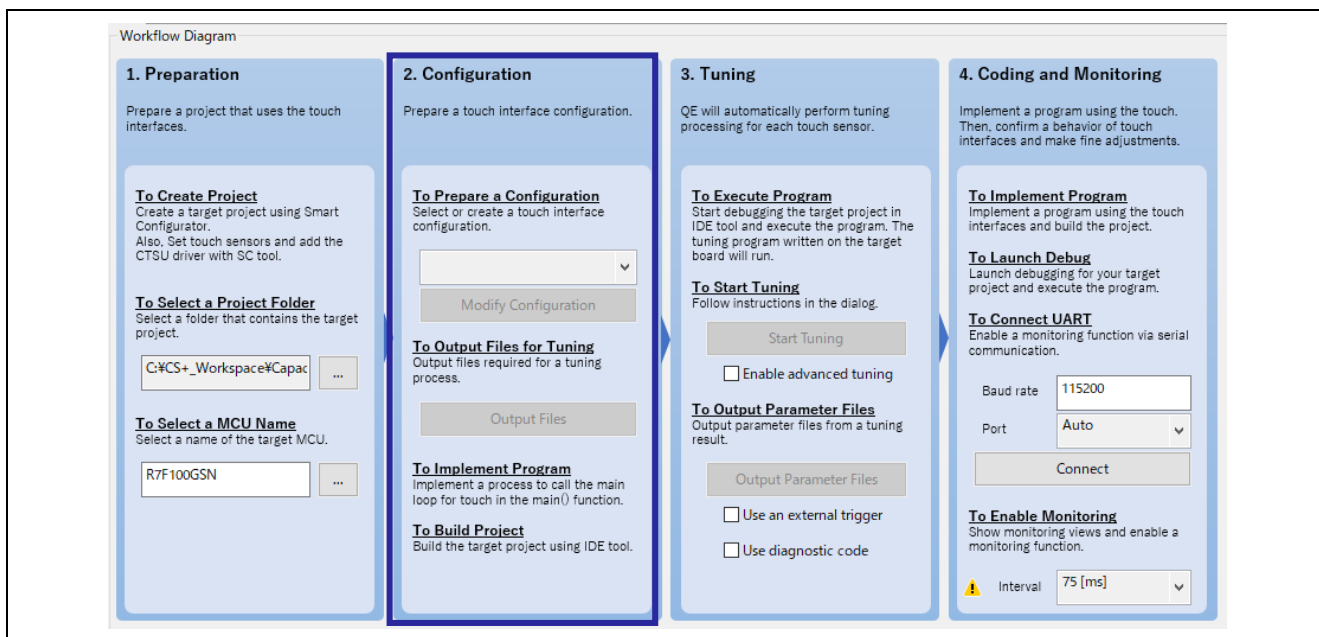 Workflow Diagram
1. Preparation
Prepare a project that uses the touch
interfaces.
To Create Project
Create a target project using Smart
Configurator.
Also, Set touch sensors and add the
CTSU driver with SC tool.
To Select a Project Folder
Select a folder that contains the target
project.
C:¥CS+_Workspace¥Capac
...
To Select a MCU Name
Select a name of the target MCU.
R7F100GSN
...
2. Configuration
Prepare a touch interface configuration.
To Prepare a Configuration
Select or create a touch interface
configuration.
Modify Configuration
To Output Files for Tuning
Output files required for a tuning
process.
Output Files
To Implement Program
Implement a process to call the main
loop for touch in the main() function.
To Build Project
Build the target project using IDE tool.
3. Tuning
QE will automatically perform tuning
processing for each touch sensor.
To Execute Program
Start debugging the target project in
IDE tool and execute the program. The
tuning program written on the target
board will run.
To Start Tuning
Follow instructions in the dialog.
Start Tuning
Enable advanced tuning
To Output Parameter Files
Output parameter files from a tuning
result.
Output Parameter Files
Use an external trigger
Use diagnostic code
4. Coding and Monitoring
Implement a program using the touch.
Then, confirm a behavior of touch
interfaces and make fine adjustments.
To Implement Program
Implement a program using the touch
interfaces and build the project.
To Launch Debug
Launch debugging for your target
project and execute the program.
To Connect UART
Enable a monitoring function via serial
communication.
Baud rate 115200
Port Auto
Connect
To Enable Monitoring
Show monitoring views and enable a
monitoring function.
Interval 75 [ms]